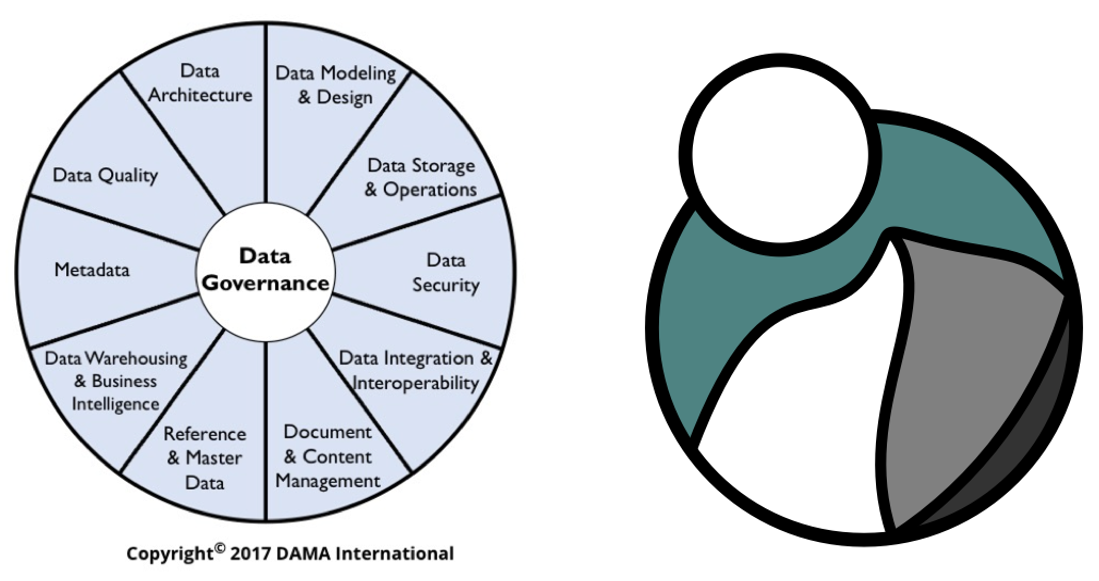 Data
Architecture
Data Modeling
& Design
Data Quality
Data Storage
& Operations
Metadata
Data
Governance
Data
Security
Data Warehousing
& Business
Intelligence
Data Integration &
Interoperability
Reference
& Master
Data
Document
& Content
Management
Copyright© 2017 DAMA International